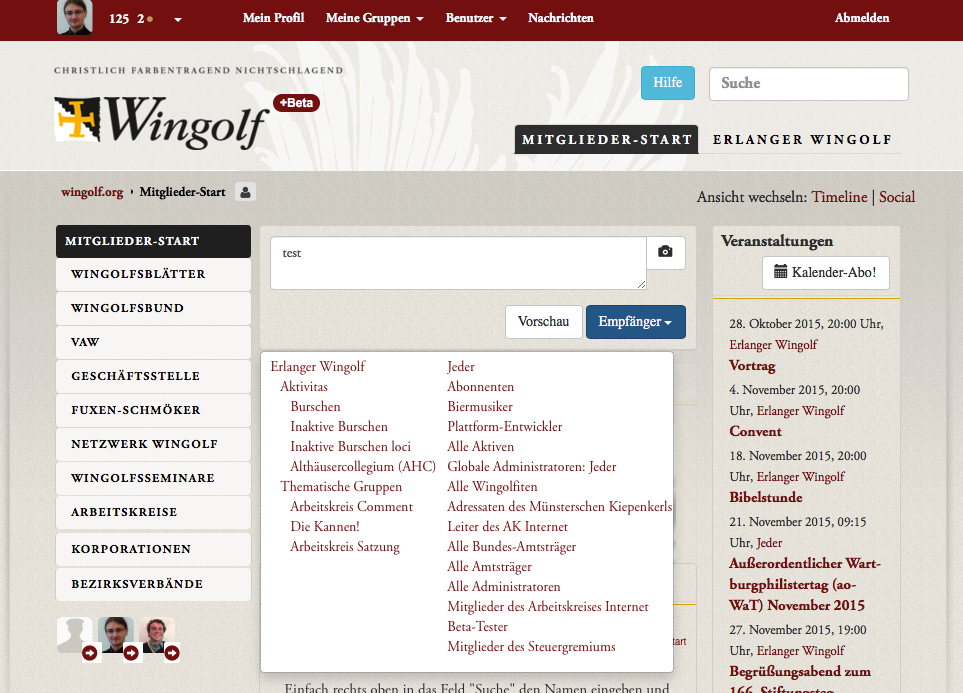 125 2
Mein Profil
Meine Gruppen
Benutzer
Nachrichten
Abmelden
CHRISTLICH FARBENTRAGEND NICHTSCHLAGEND
Wingolf
+Beta
Hilfe
Suche
MITGLIEDER-START
ERLANGER WINGOLF
wingolf.org
Mitglieder-Start
Ansicht wechseln: Timeline | Social
MITGLIEDER-START
WINGOLFSBLÄTTER
WINGOLFSBUND
VAW
GESCHÄFTSSTELLE
FUXEN-SCHMÖKER
NETZWERK WINGOLF
WINGOLFSSEMINARE
ARBEITSKREISE
KORPORATIONEN
BEZIRKSVERBÄNDE
test
Vorschau
Empfänger
Erlanger Wingolf
Aktivitas
Burschen
Inaktive Burschen
Inaktive Burschen loci
Althäusercollegium (AHC)
Thematische Gruppen
Arbeitskreis Comment
Die Kannen!
Arbeitskreis Satzung
Jeder
Abonnenten
Biermusiker
Plattform-Entwickler
Alle Aktiven
Globale Administratoren: Jeder
Alle Wingolfiten
Adressaten des Münsterschen Kiepenkerls
Leiter des AK Internet
Alle Bundes-Amtsträger
Alle Amtsträger
Alle Administratoren
Mitglieder des Arbeitskreises Internet
Beta-Tester
Mitglieder des Steuergremiums
tart
Einfach rechts oben in das Feld "Suche" den Namen eingeben und
Veranstaltungen
Kalender-Abo!
28. Oktober 2015, 20:00 Uhr,
Erlanger Wingolf
Vortrag
4. November 2015, 20:00
Uhr, Erlanger Wingolf
Convent
18. November 2015, 20:00
Uhr, Erlanger Wingolf
Bibelstunde
21. November 2015, 09:15
Uhr, Jeder
Außerordentlicher Wart-
burgphilistertag (ao-
WaT) November 2015
27. November 2015, 19:00
Uhr, Erlanger Wingolf
Begrüßungsabend zum
166. Stiftungstag